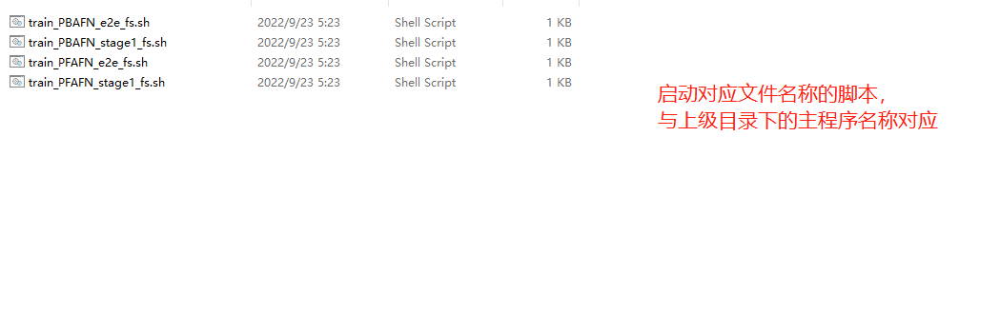 train_PBAFN_e2e_fs.sh 2022/9/23 5:23 Shell Script 1 KB
train_PBAFN_stage1_fs.sh 2022/9/23 5:23 Shell Script 1 KB
train_PFAFN_e2e_fs.sh 2022/9/23 5:23 Shell Script 1 KB
train_PFAFN_stage1_fs.sh 2022/9/23 5:23 Shell Script 1 KB
启动对应文件名称的脚本，
与上级目录下的主程序名称对应